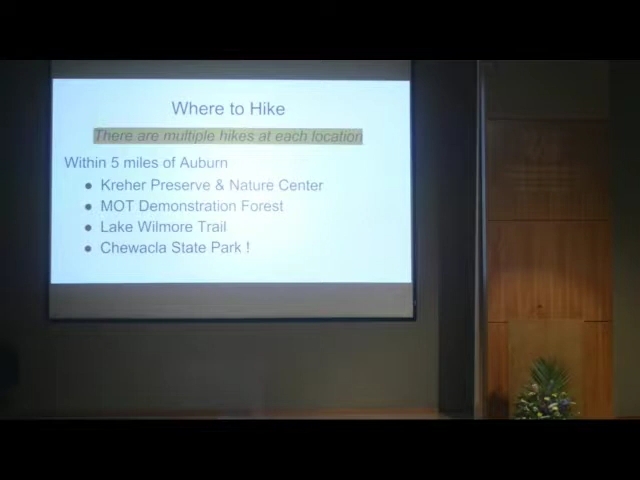 Where to Hike
There are multiple hikes at each location
Within 5 miles of Auburn
● Kreher Preserve & Nature Center
● MOT Demonstration Forest
● Lake Wilmore Trail
● Chewacla State Park !